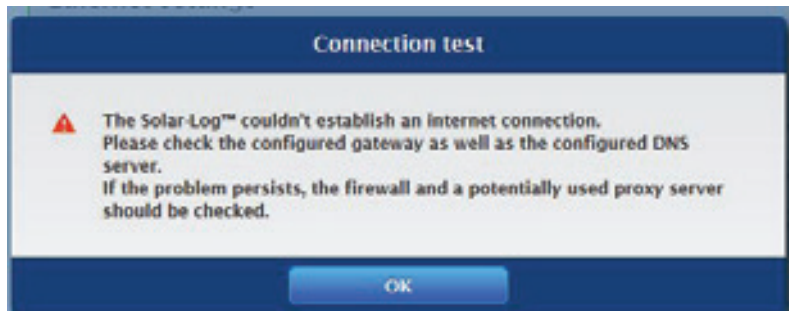 Connection test
The Solar-Log™ couldn't establish an internet connection.
Please check the configured gateway as well as the configured DNS
server.
If the problem persists, the firewall and a potentially used proxy server
should be checked.
OK